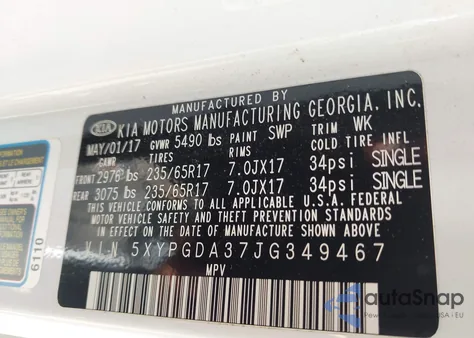 MANUFACTURED BY
KIA KIA MOTORS MANUFACTURING GEORGIA, INC.
MAY/01/17 GVWR 5490 lbs PAINT SWP TRIM WK
GAWR TIRES RIMS COLD TIRE INFL
FRONT 2978 lbs 235/65R17 7.0JX17 34psi SINGLE
REAR 3075 lbs 235/65R17 7.0JX17 34psi SINGLE
THIS VEHICLE CONFORMS TO ALL APPLICABLE U.S.A. FEDERAL
MOTOR VEHICLE SAFETY, BUMPER, AND THEFT PREVENTION
STANDARDS IN EFFECT ON THE DATE OF MANUFACTURE SHOWN ABOVE
V.I.N. 5XYPGDA37JG349467
MPV
6110
autoSnap